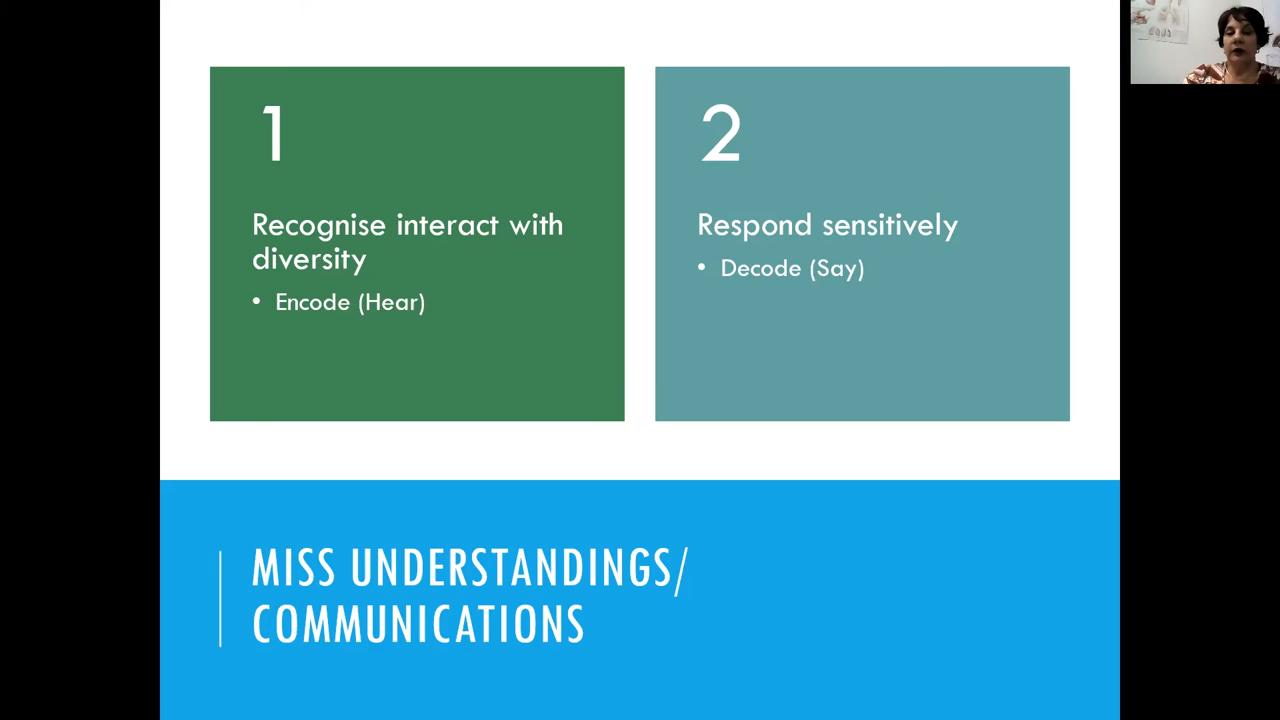 1
Recognise interact with
diversity
• Encode (Hear)
2
Respond sensitively
• Decode (Say)
MISS UNDERSTANDINGS/
COMMUNICATIONS